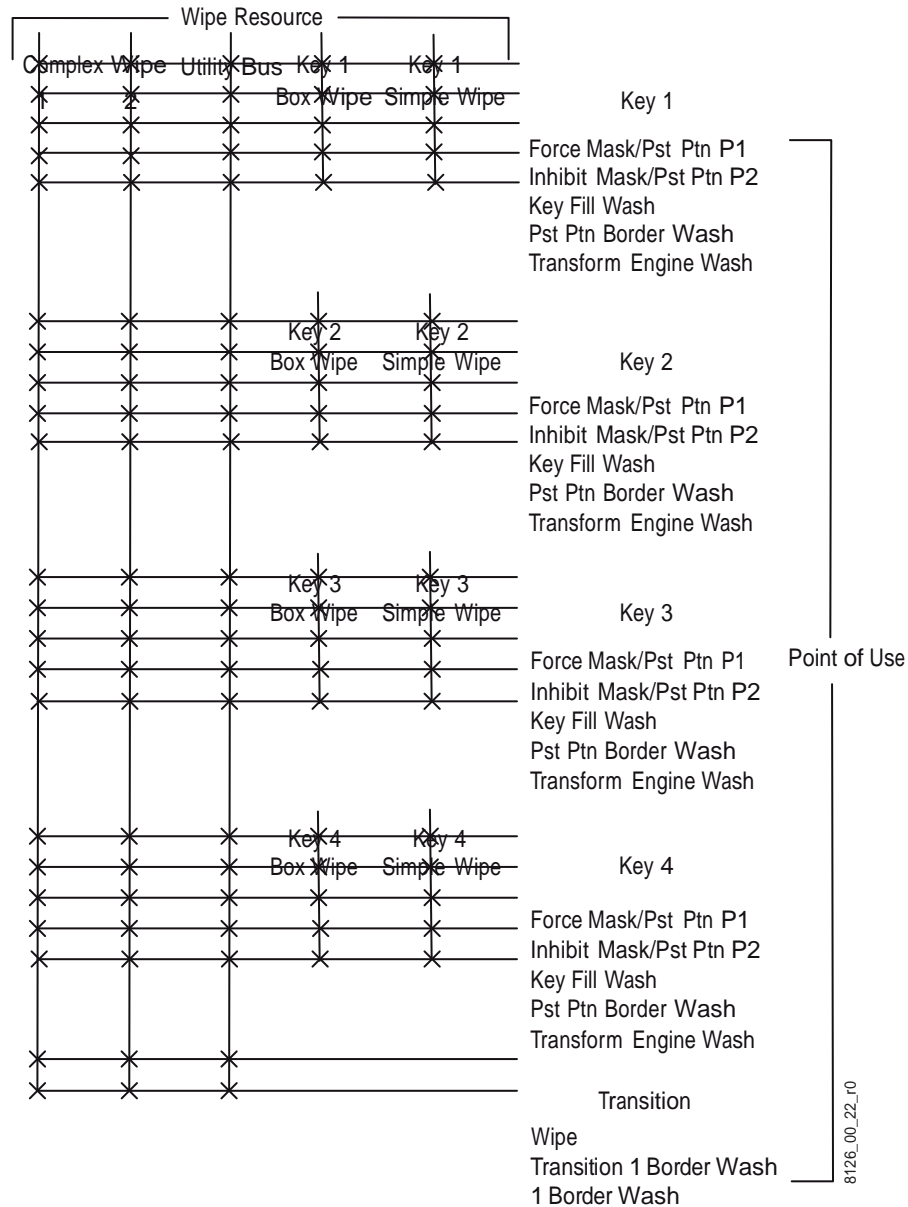 Wipe Resource
Complex Wipe Utility Bus Key 1 Key 1
1 2 Box Wipe Simple Wipe Key 1
Force Mask/Pst Ptn P1
Inhibit Mask/Pst Ptn P2
Key Fill Wash
Pst Ptn Border Wash
Transform Engine Wash
Key 2 Key 2
Box Wipe Simple Wipe Key 2
Force Mask/Pst Ptn P1
Inhibit Mask/Pst Ptn P2
Key Fill Wash
Pst Ptn Border Wash
Transform Engine Wash
Key 3 Key 3
Box Wipe Simple Wipe Key 3
Force Mask/Pst Ptn P1 Point of Use
Inhibit Mask/Pst Ptn P2
Key Fill Wash
Pst Ptn Border Wash
Transform Engine Wash
Key 4 Key 4
Box Wipe Simple Wipe Key 4
Force Mask/Pst Ptn P1
Inhibit Mask/Pst Ptn P2
Key Fill Wash
Pst Ptn Border Wash
Transform Engine Wash
Transition
Wipe
Transition 1 Border Wash
1 Border Wash
8126_00_22_r0